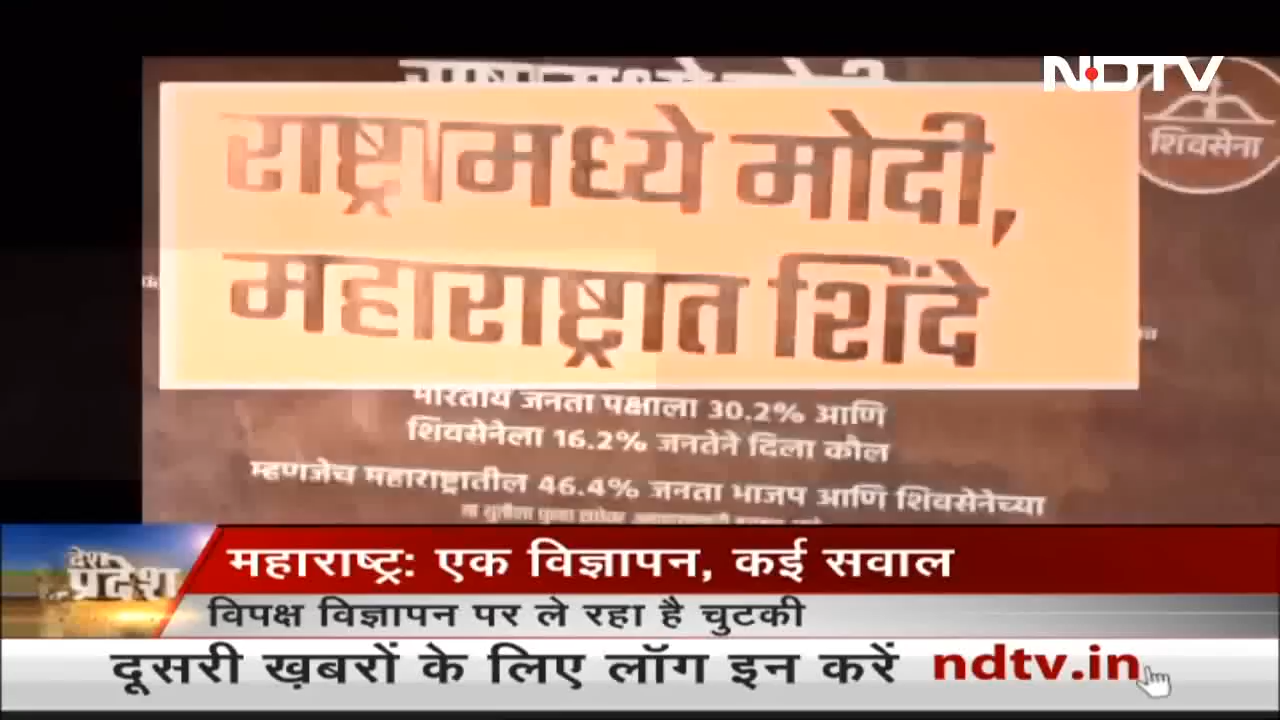 NDTV
शिवसेना
राष्ट्रामध्ये मोदी,
महाराष्ट्रात शिंदे
भारतीय जनता पक्षाला 30.2% आणि
शिवसेनेला 16.2% जनतेने दिला कौल
म्हणजेच महाराष्ट्रातील 46.4% जनता भाजप आणि शिवसेनेच्या
देश प्रदेश
महाराष्ट्र: एक विज्ञापन, कई सवाल
विपक्ष विज्ञापन पर ले रहा है चुटकी
दूसरी ख़बरों के लिए लॉग इन करें ndtv.in